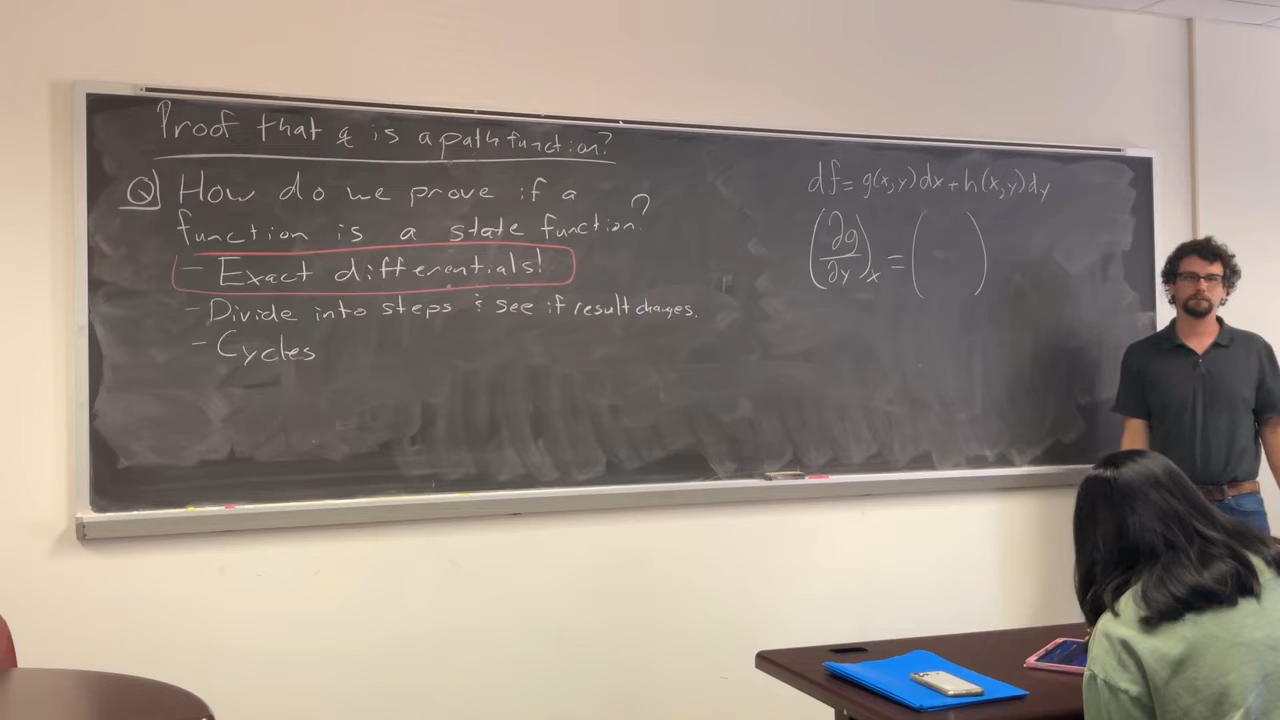 Proof that q is a path function?
Q How do we prove if a
function is a state function?
- Exact differentials!
- Divide into steps & see if result changes.
- Cycles
df = g(x,y)dx + h(x,y)dy
(∂g/∂y)x = ( )